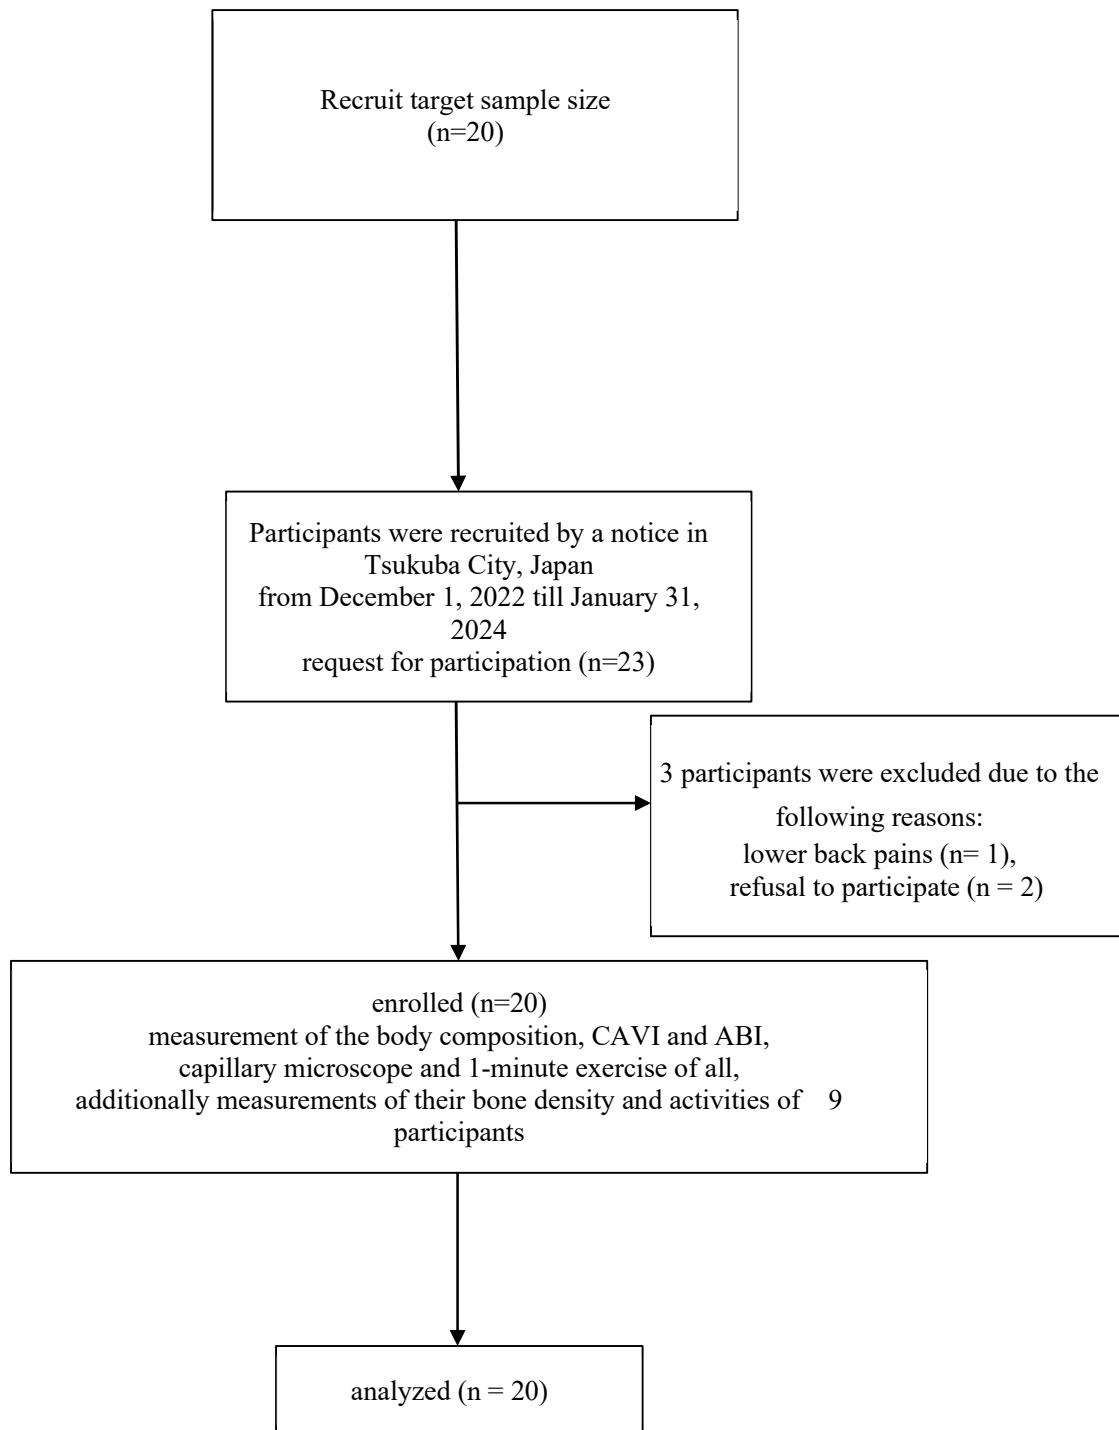 Recruit target sample size
(n=20)
Participants were recruited by a notice in
Tsukuba City, Japan
from December 1, 2022 till January 31,
2024
request for participation (n=23)
3 participants were excluded due to the
following reasons:
lower back pains (n= 1),
refusal to participate (n = 2)
enrolled (n=20)
measurement of the body composition, CAVI and ABI,
capillary microscope and 1-minute exercise of all,
additionally measurements of their bone density and activities of 9
participants
analyzed (n = 20)